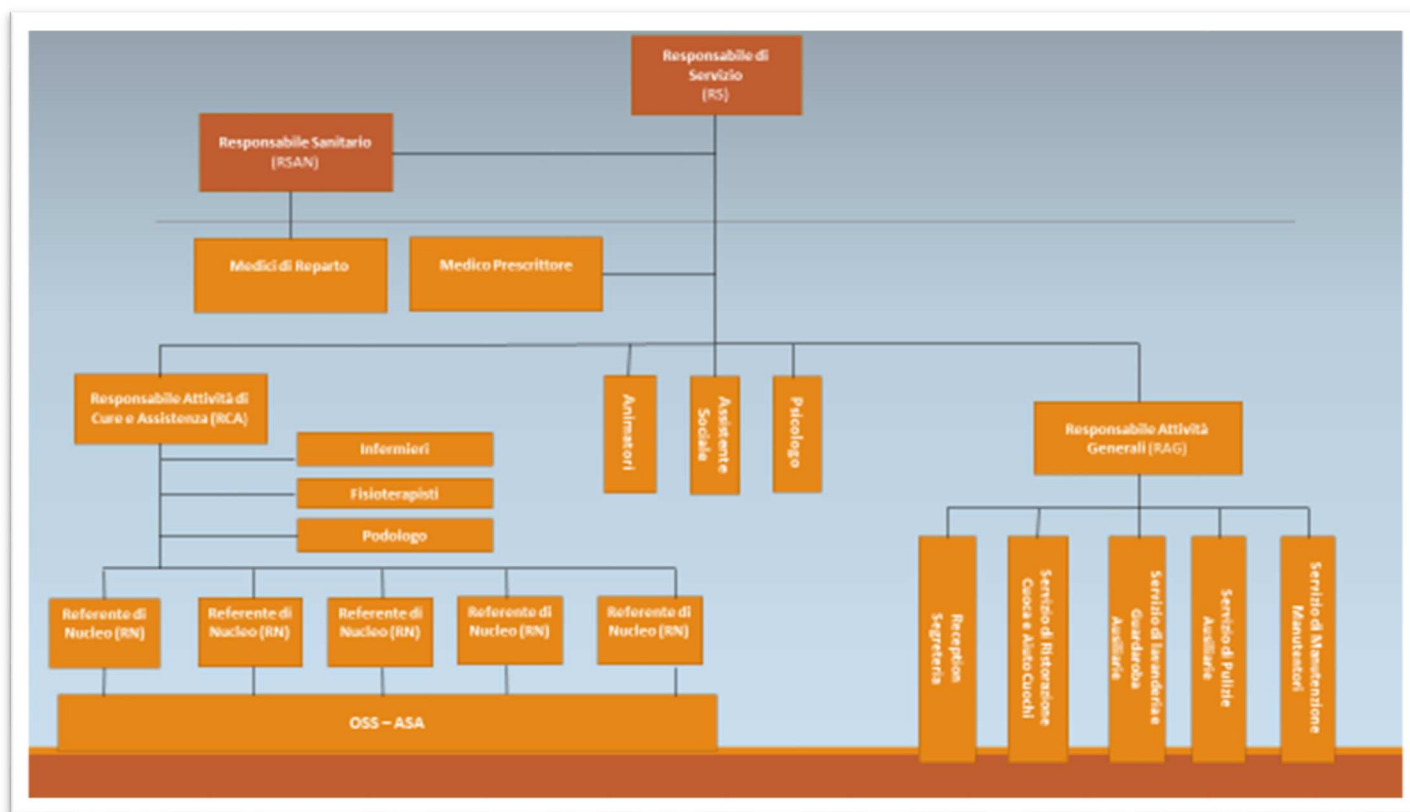 Responsabile di
Servizio
(RS)
Responsabile Sanitario
(RSAN)
Medici di Reparto
Medico Prescrittore
Responsabile Attività di
Cure e Assistenza (RCA)
Infermieri
Fisioterapisti
Podologo
Animatori
Assistente
Sociale
Psicologo
Responsabile Attività
Generali (RAG)
Referente di
Nucleo (RN)
Referente di
Nucleo (RN)
Referente di
Nucleo (RN)
Referente di
Nucleo (RN)
Referente di
Nucleo (RN)
OSS – ASA
Reception
Segreteria
Servizio di Ristorazione
Cuoca e Aiuto Cuochi
Servizio di lavanderia e
Guardaroba
Ausiliarie
Servizio di Pulizie
Ausiliarie
Servizio di Manutenzione
Manutentori